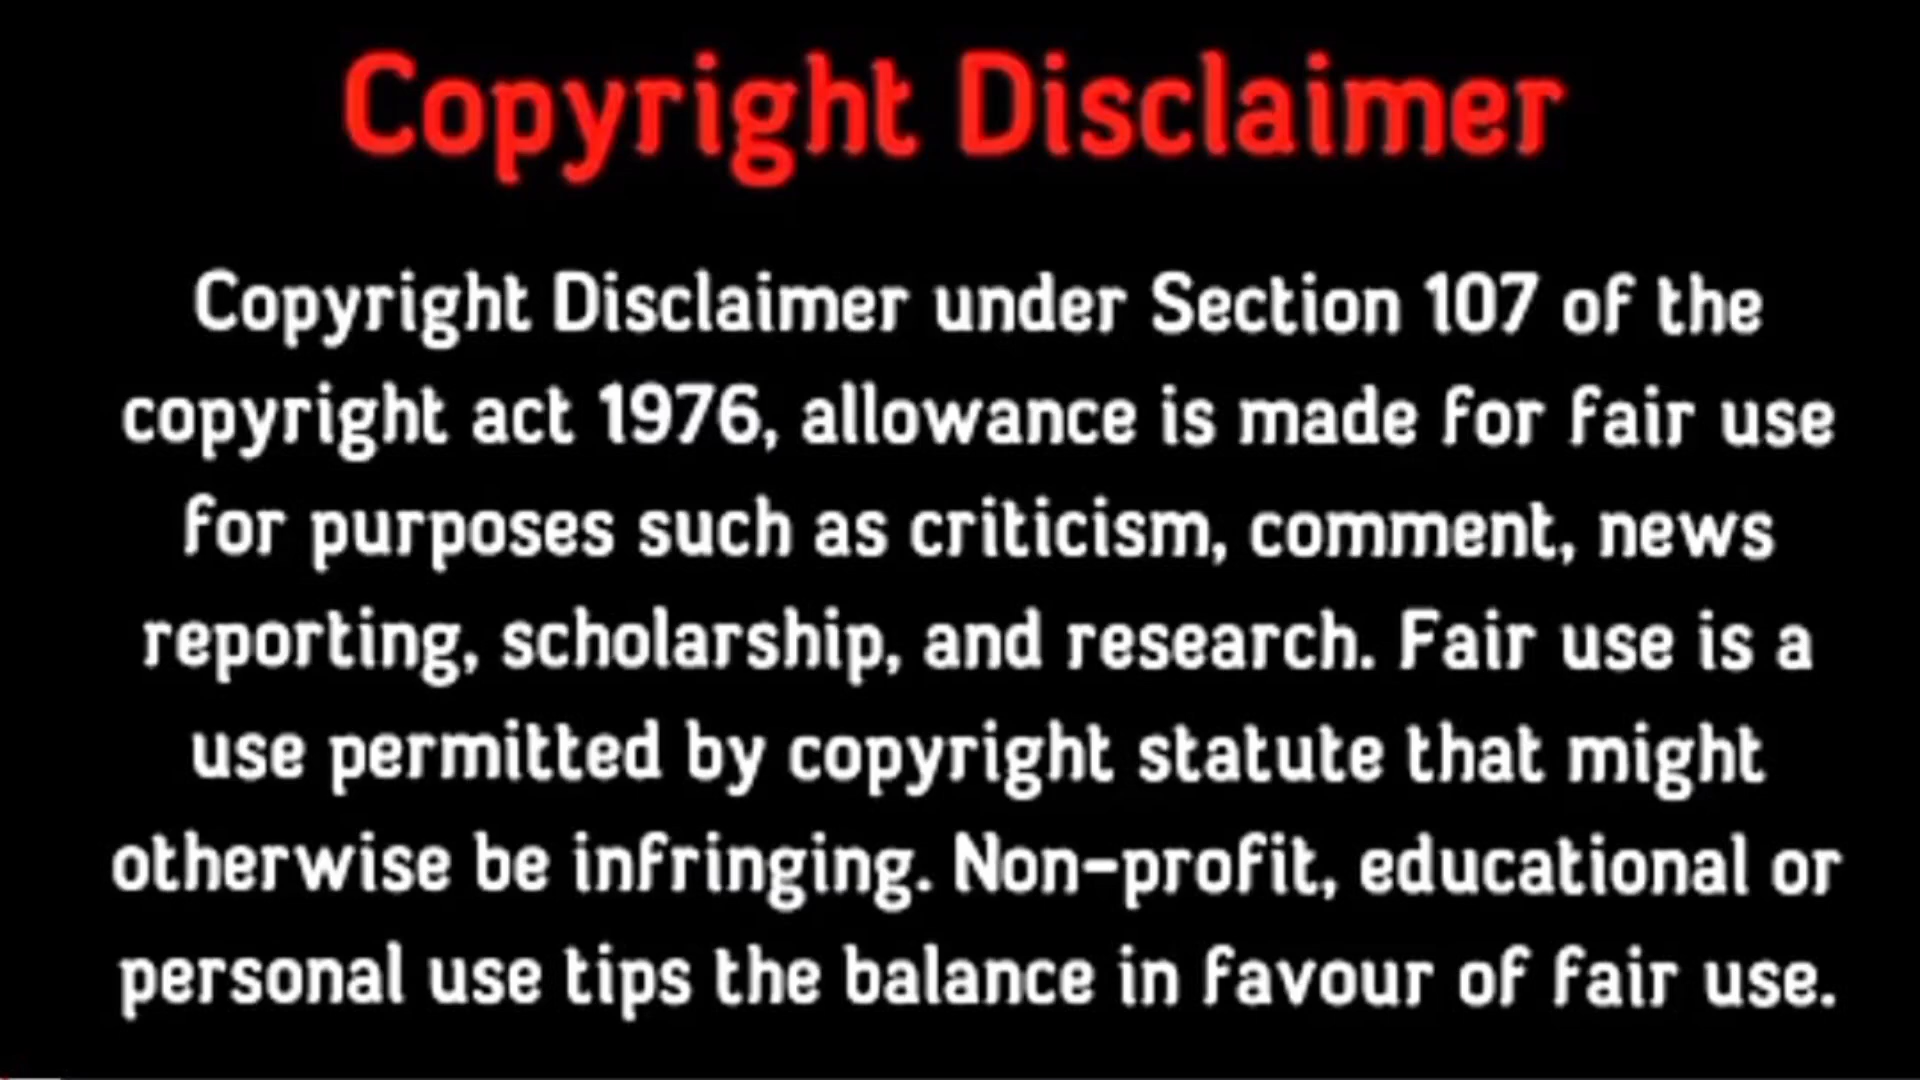 Copyright Disclaimer
Copyright Disclaimer under Section 107 of the
copyright act 1976, allowance is made for fair use
for purposes such as criticism, comment, news
reporting, scholarship, and research. Fair use is a
use permitted by copyright statute that might
otherwise be infringing. Non-profit, educational or
personal use tips the balance in favour of fair use.